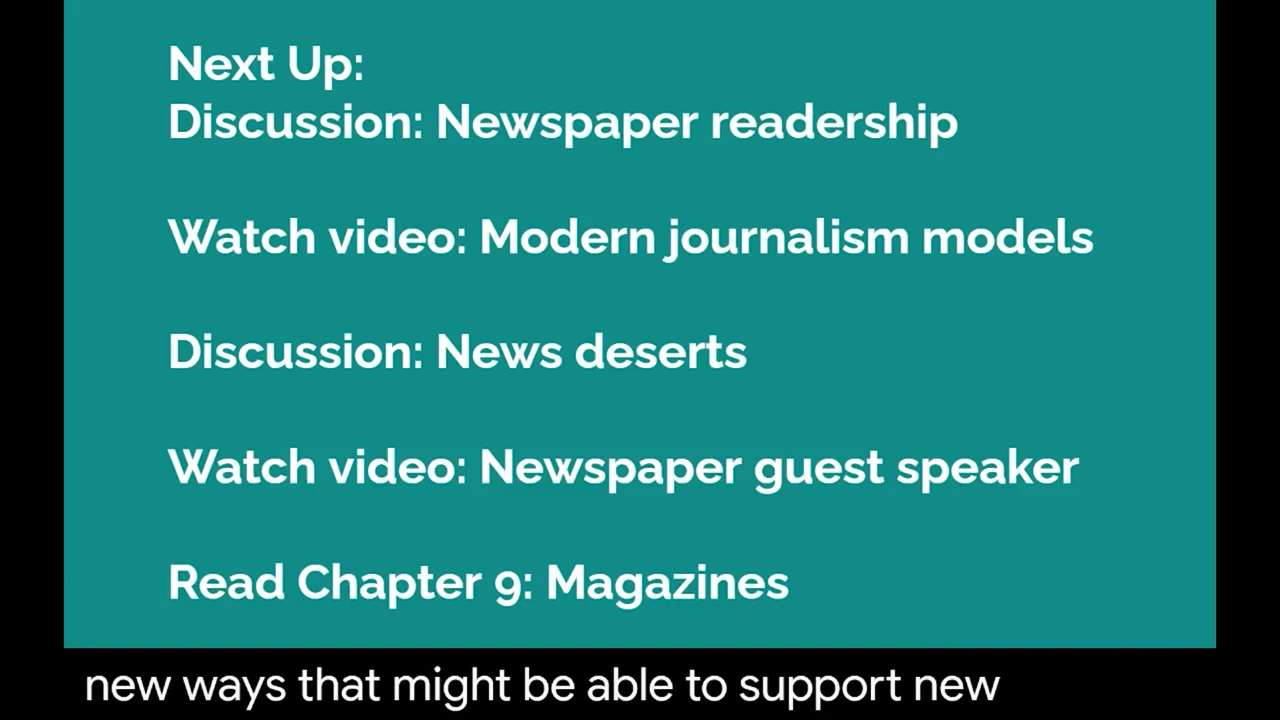 Next Up:
Discussion: Newspaper readership
Watch video: Modern journalism models
Discussion: News deserts
Watch video: Newspaper guest speaker
Read Chapter 9: Magazines
new ways that might be able to support new